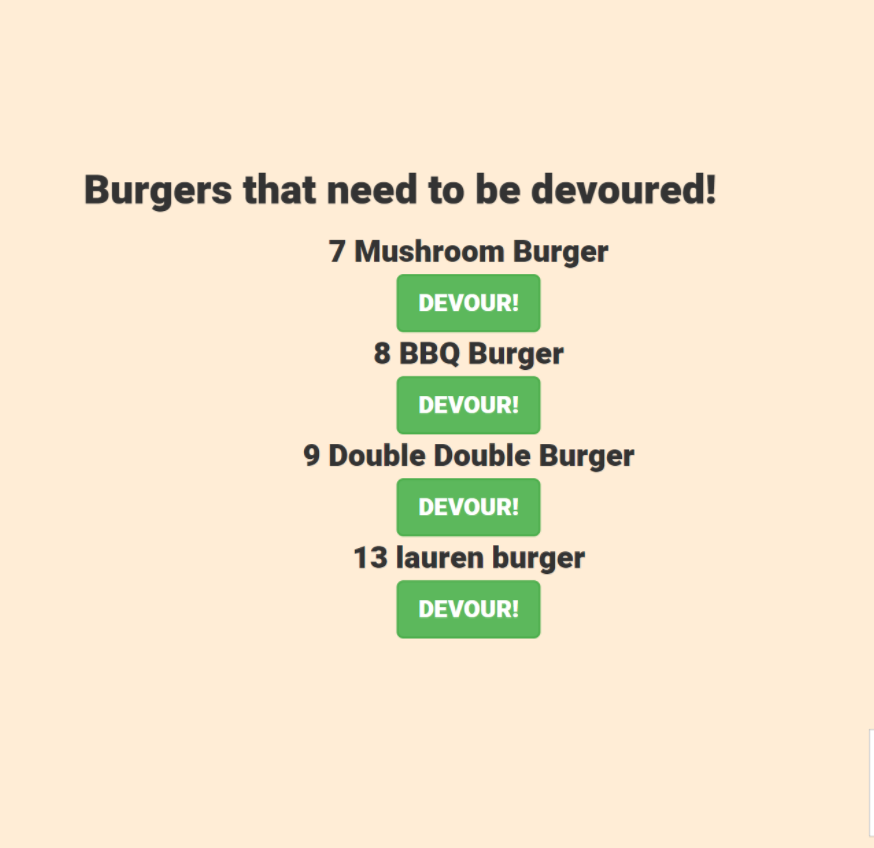 Burgers that need to be devoured!
7 Mushroom Burger
DEVOUR!
8 BBQ Burger
DEVOUR!
9 Double Double Burger
DEVOUR!
13 lauren burger
DEVOUR!